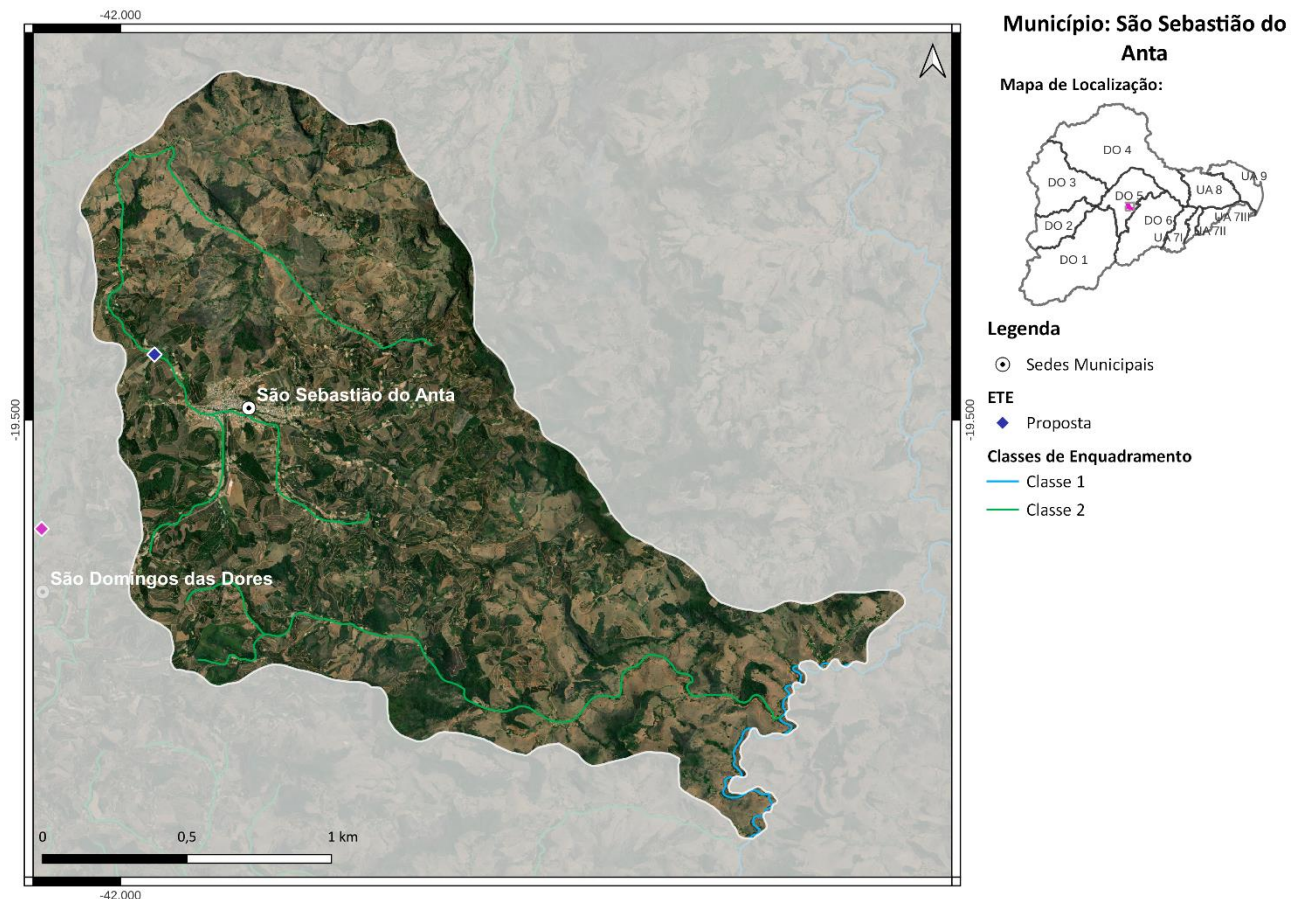 -42.000
Município: São Sebastião do
Anta
Mapa de Localização:
DO 4
DO 3
DO 5
UA 8
UA 9
DO 2
DO 6
UA 7III
UA 7II
UA 7I
DO 1
Legenda
Sedes Municipais
ETE
Proposta
Classes de Enquadramento
Classe 1
Classe 2
-19.500
-19.500
São Sebastião do Anta
São Domingos das Dores
0 0,5 1 km
-42.000